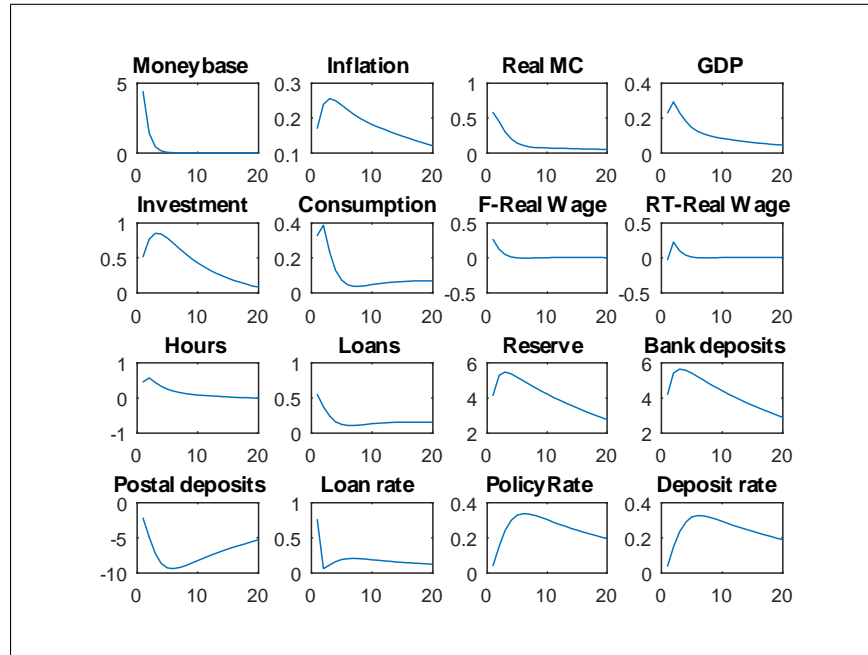 Moneybase Inflation Real MC GDP
5 0.3 1 0.4
0.2 0.5 0.2
0 0.1 0 0
0 10 20 0 10 20 0 10 20 0 10 20
Investment Consumption F-Real Wage RT-Real Wage
1 0.4 0.5 0.5
0.5 0.2 0 0
0 0 -0.5 -0.5
0 10 20 0 10 20 0 10 20 0 10 20
Hours Loans Reserve Bank deposits
1 1 6 6
0 0.5 4 4
-1 0 2 2
0 10 20 0 10 20 0 10 20 0 10 20
Postal deposits Loan rate PolicyRate Deposit rate
0 1 0.4 0.4
-5 0.5 0.2 0.2
-10 0 0 0
0 10 20 0 10 20 0 10 20 0 10 20